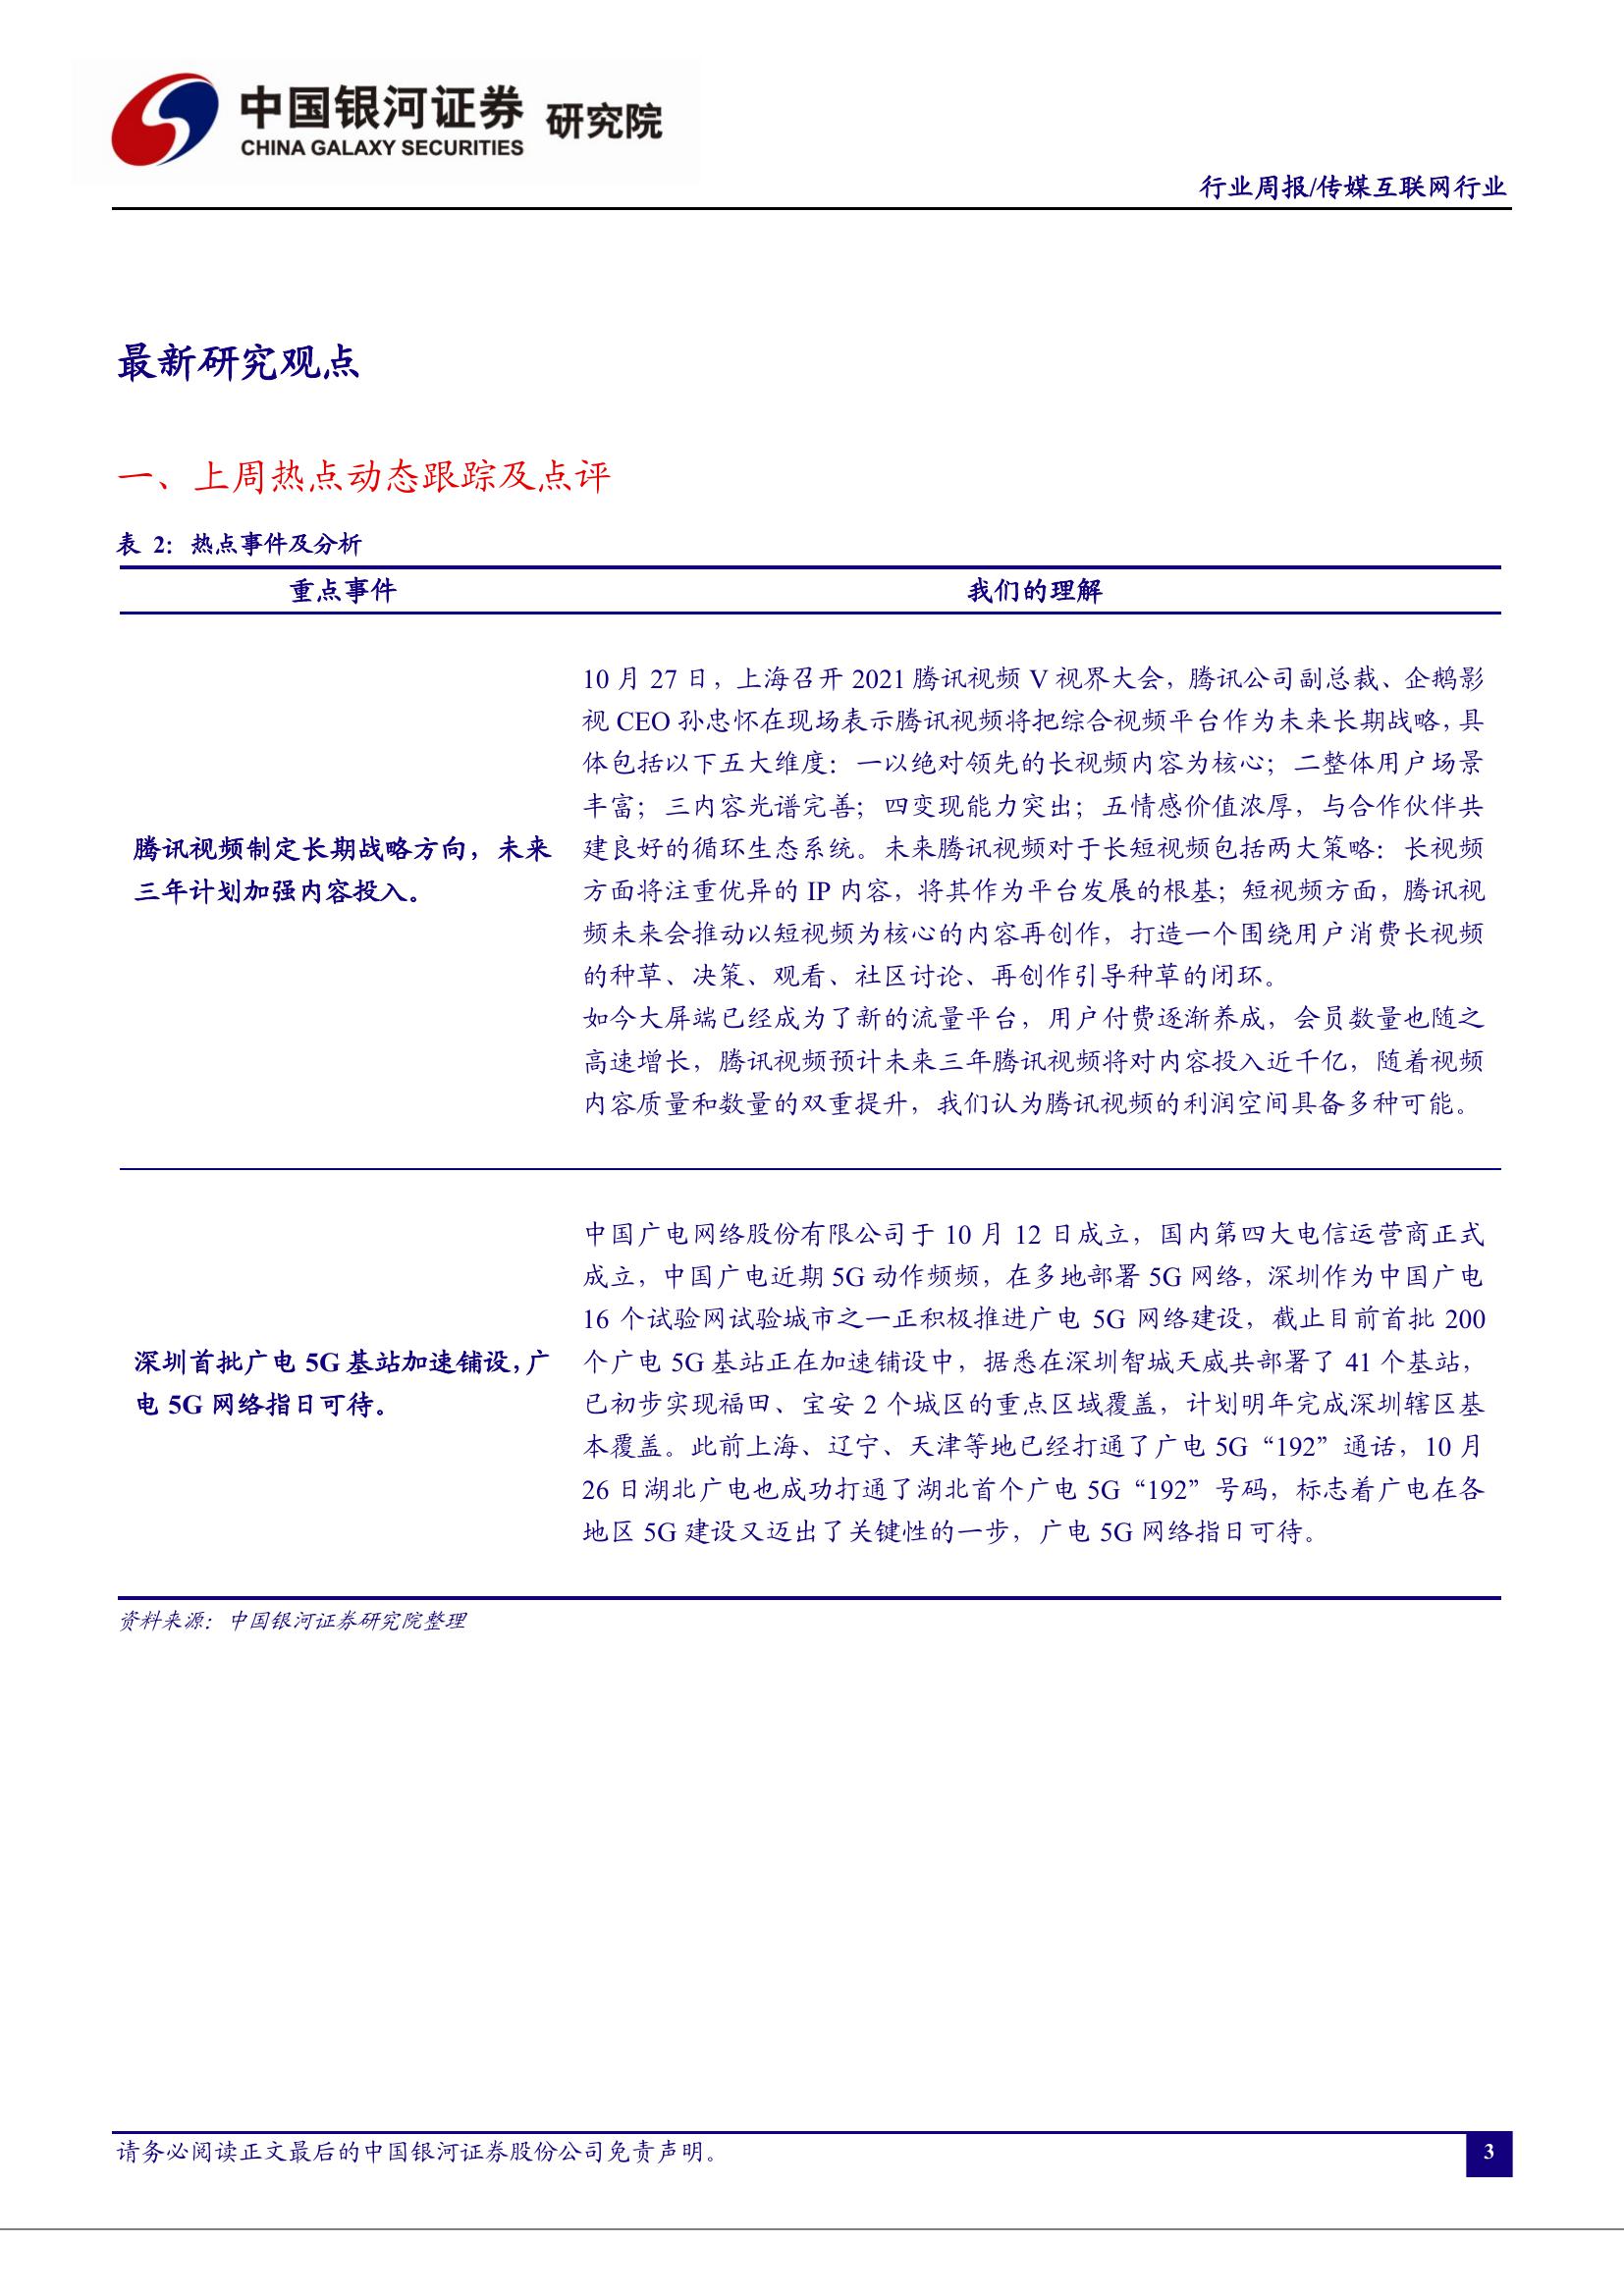 中国银河证券 研究院
CHINA GALAXY SECURITIES
行业周报/传媒互联网行业
最新研究观点
一、上周热点动态跟踪及点评
表 2：热点事件及分析
重点事件
我们的理解
腾讯视频制定长期战略方向，未来
三年计划加强内容投入。
10 月 27 日，上海召开 2021 腾讯视频 V 视界大会，腾讯公司副总裁、企鹅影
视 CEO 孙忠怀在现场表示腾讯视频将把综合视频平台作为未来长期战略，具
体包括以下五大维度：一以绝对领先的长视频内容为核心；二整体用户场景
丰富；三内容光谱完善；四变现能力突出；五情感价值浓厚，与合作伙伴共
建良好的循环生态系统。未来腾讯视频对于长短视频包括两大策略：长视频
方面将注重优异的 IP 内容，将其作为平台发展的根基；短视频方面，腾讯视
频未来会推动以短视频为核心的内容再创作，打造一个围绕用户消费长视频
的种草、决策、观看、社区讨论、再创作引导种草的闭环。
如今大屏端已经成为了新的流量平台，用户付费逐渐养成，会员数量也随之
高速增长，腾讯视频预计未来三年腾讯视频将对内容投入近千亿，随着视频
内容质量和数量的双重提升，我们认为腾讯视频的利润空间具备多种可能。
深圳首批广电 5G 基站加速铺设，广
电 5G 网络指日可待。
中国广电网络股份有限公司于 10 月 12 日成立，国内第四大电信运营商正式
成立，中国广电近期 5G 动作频频，在多地部署 5G 网络，深圳作为中国广电
16 个试验网试验城市之一正积极推进广电 5G 网络建设，截止目前首批 200
个广电 5G 基站正在加速铺设中，据悉在深圳智城天威共部署了 41 个基站，
已初步实现福田、宝安 2 个城区的重点区域覆盖，计划明年完成深圳辖区基
本覆盖。此前上海、辽宁、天津等地已经打通了广电 5G“192”通话，10 月
26 日湖北广电也成功打通了湖北首个广电 5G“192”号码，标志着广电在各
地区 5G 建设又迈出了关键性的一步，广电 5G 网络指日可待。
资料来源：中国银河证券研究院整理
请务必阅读正文最后的中国银河证券股份公司免责声明。
3